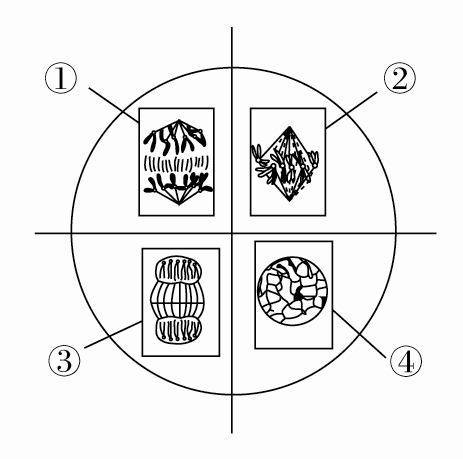 ① ②
③ ④